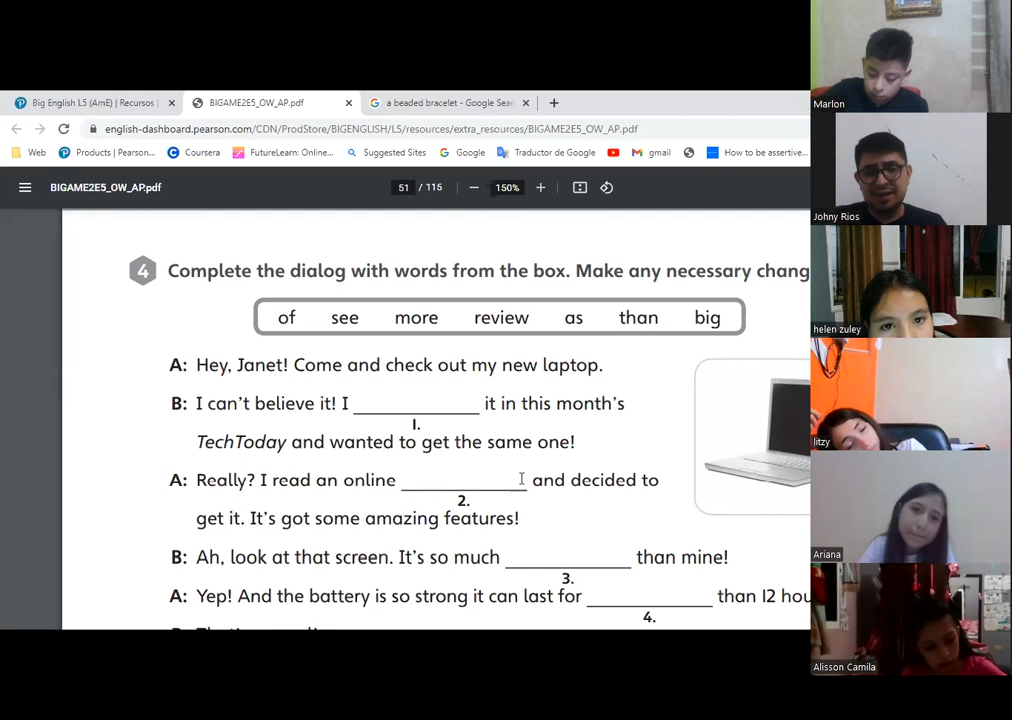 Big English L5 (AmE) | Recursos
BIGAME2E5_OW_AP.pdf
a beaded bracelet - Google Sear
english-dashboard.pearson.com/CDN/ProdStore/BIGENGLISH/L5/resources/extra_resources/BIGAME2E5_OW_AP.pdf
Web
Products | Pearson...
Coursera
FutureLearn: Online...
Suggested Sites
Google
Traductor de Google
gmail
How to be assertive...
BIGAME2E5_OW_AP.pdf
51 / 115
150%
4 Complete the dialog with words from the box. Make any necessary chang
of see more review as than big
A: Hey, Janet! Come and check out my new laptop.
B: I can't believe it! I ____________ it in this month's
1.
TechToday and wanted to get the same one!
A: Really? I read an online ____________ and decided to
2.
get it. It's got some amazing features!
B: Ah, look at that screen. It's so much ____________ than mine!
3.
A: Yep! And the battery is so strong it can last for ____________ than 12 hou
4.
Marlon
Johny Rios
helen zuley
litzy
Ariana
Alisson Camila